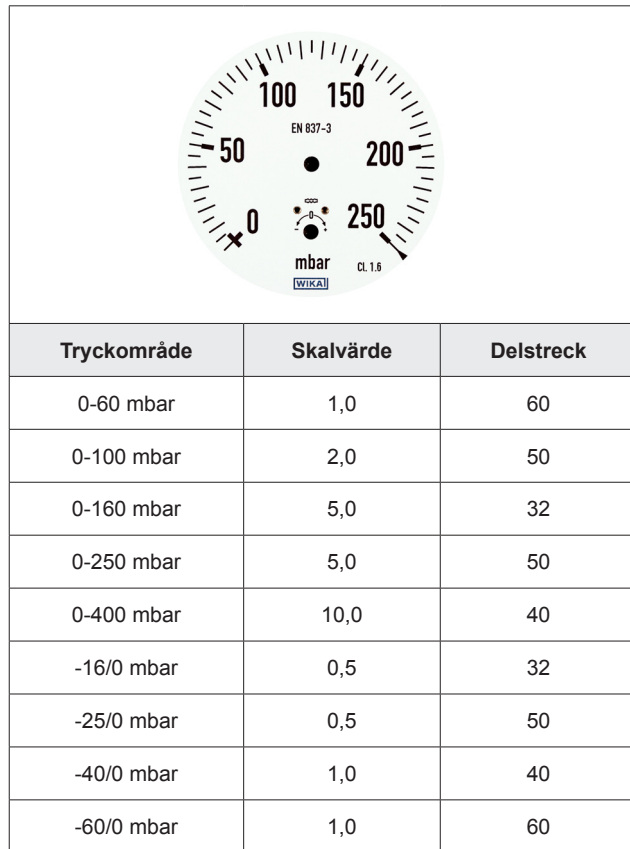 100 150
EN 837-3
50 200
0 250
- +
mbar Cl. 1.6
WIKA
Tryckområde Skalvärde Delstreck
0-60 mbar 1,0 60
0-100 mbar 2,0 50
0-160 mbar 5,0 32
0-250 mbar 5,0 50
0-400 mbar 10,0 40
-16/0 mbar 0,5 32
-25/0 mbar 0,5 50
-40/0 mbar 1,0 40
-60/0 mbar 1,0 60